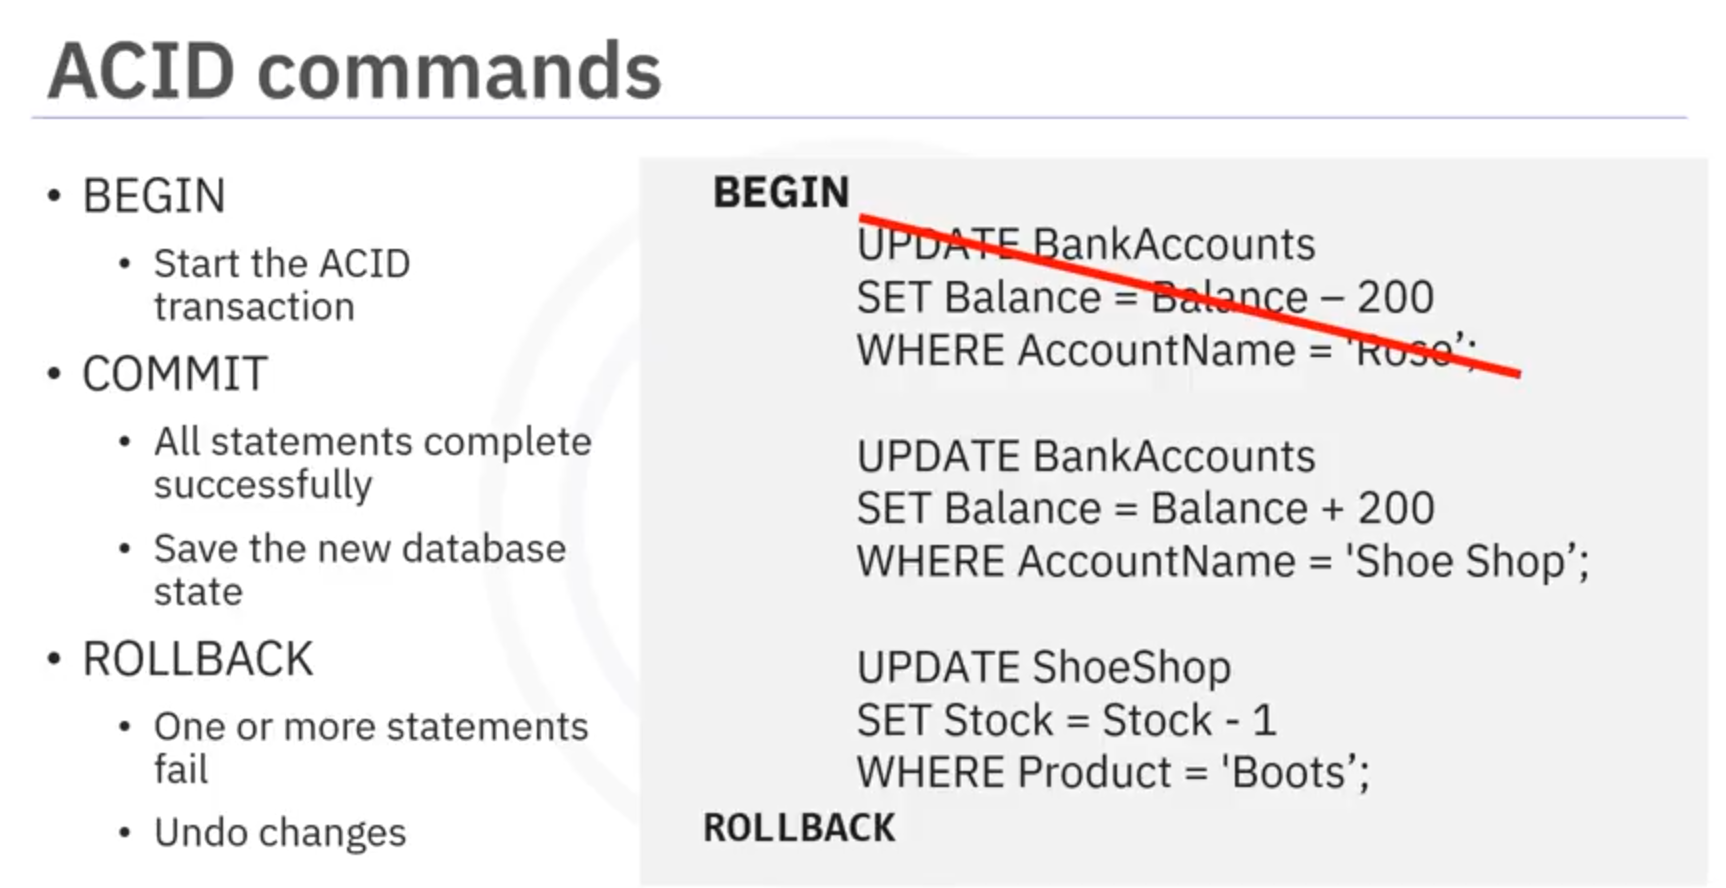 ACID commands
• BEGIN
• Start the ACID
transaction
• COMMIT
• All statements complete
successfully
• Save the new database
state
• ROLLBACK
• One or more statements
fail
• Undo changes
BEGIN
UPDATE BankAccounts
SET Balance = Balance – 200
WHERE AccountName = 'Rose’;
UPDATE BankAccounts
SET Balance = Balance + 200
WHERE AccountName = 'Shoe Shop’;
UPDATE ShoeShop
SET Stock = Stock - 1
WHERE Product = 'Boots’;
ROLLBACK